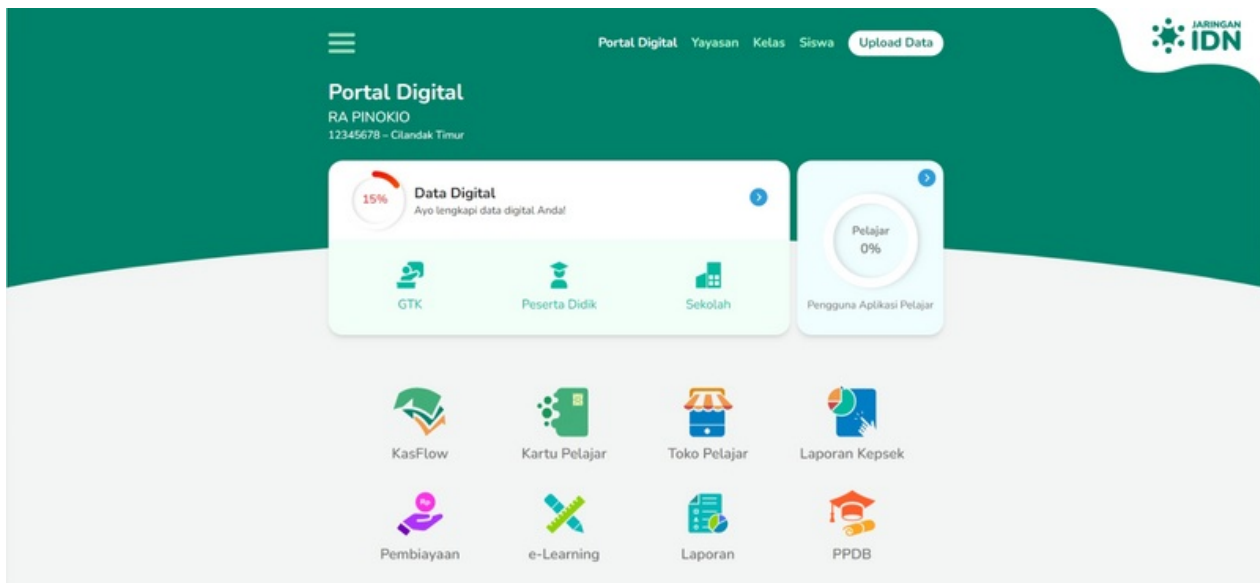 JARINGAN
IDN
Portal Digital Yayasan Kelas Siswa Upload Data
Portal Digital
RA PINOKIO
12345678 – Cilandak Timur
15%
Data Digital
Ayo lengkapi data digital Anda!
Pelajar
0%
GTK Peserta Didik Sekolah
Pengguna Aplikasi Pelajar
KasFlow Kartu Pelajar Toko Pelajar Laporan Kepsek
Rp
Pembiayaan e-Learning Laporan PPDB